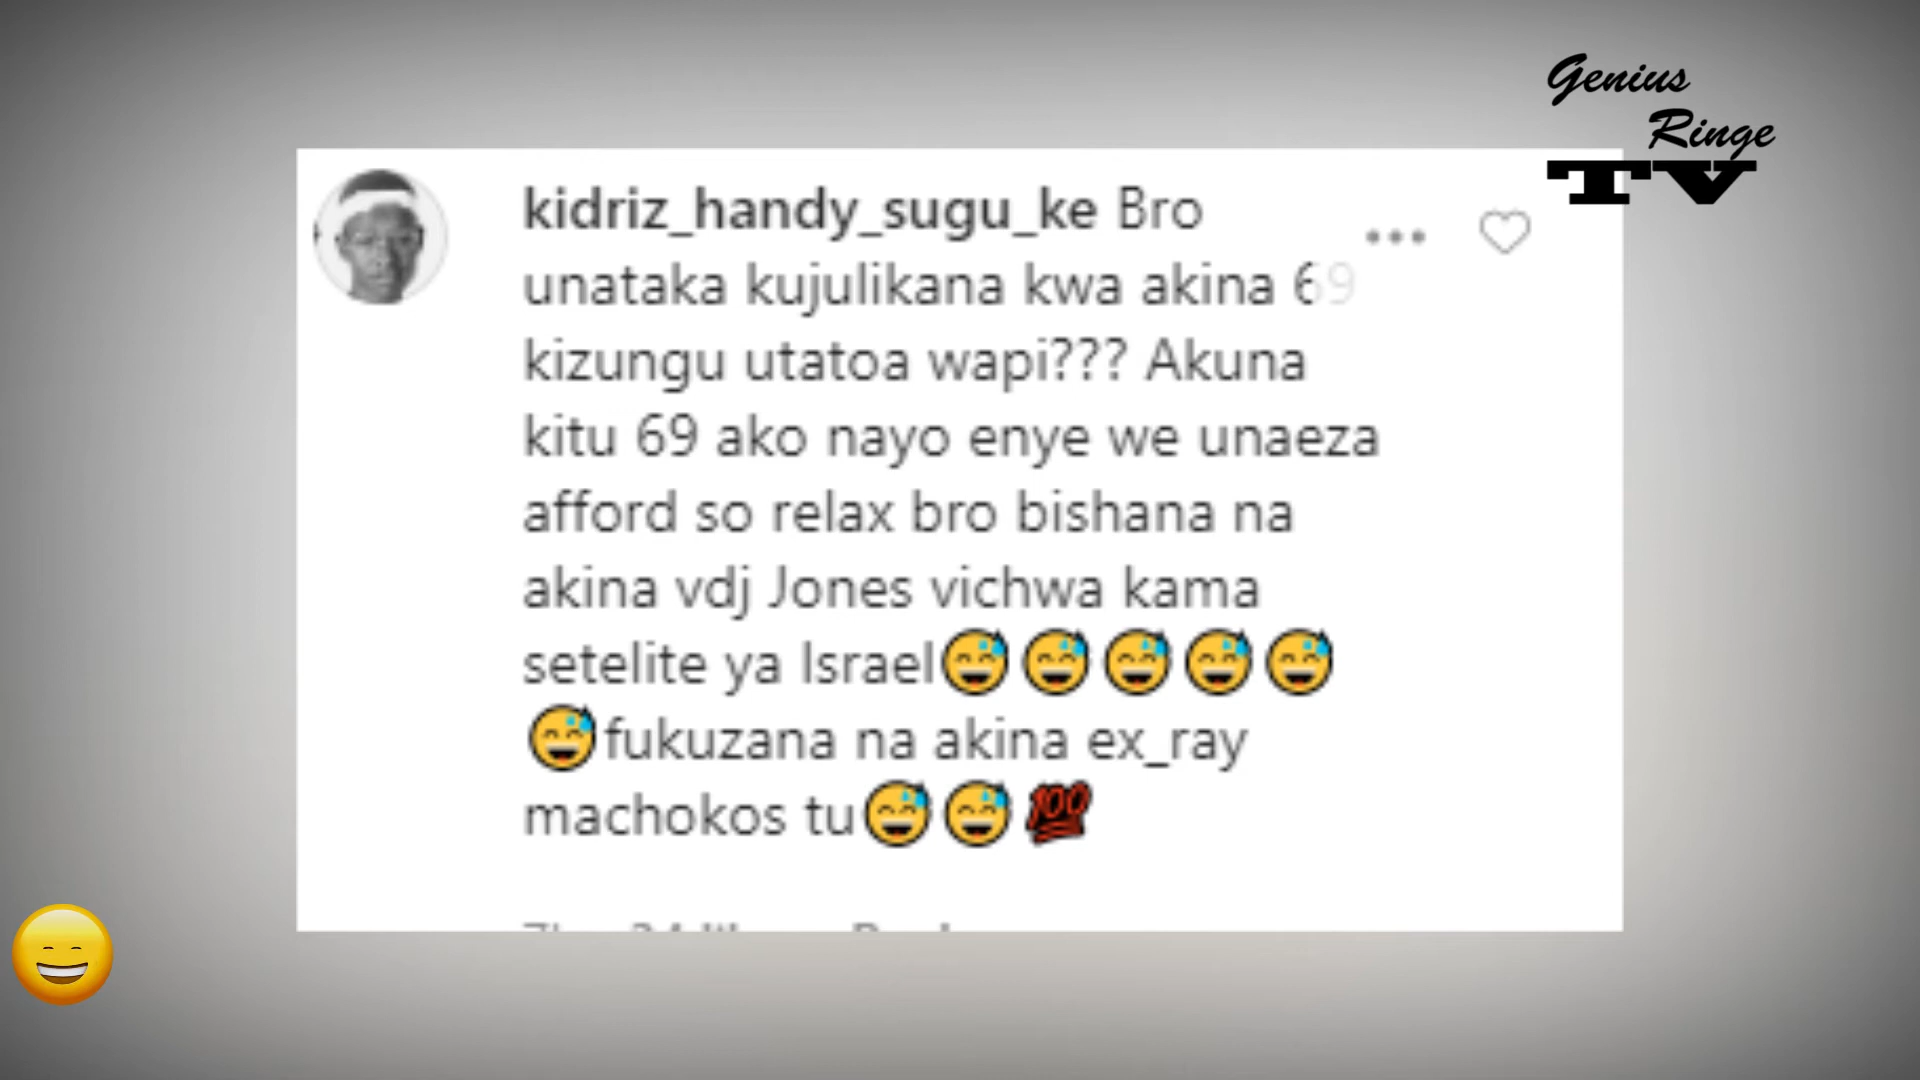 Genius
Ringe
TV
kidriz_handy_sugu_ke Bro
unataka kujulikana kwa akina 69
kizungu utatoa wapi??? Akuna
kitu 69 ako nayo enye we unaeza
afford so relax bro bishana na
akina vdj Jones vichwa kama
setelite ya Israel😅😅😅😅😅
😅fukuzana na akina ex_ray
machokos tu😅😅💯